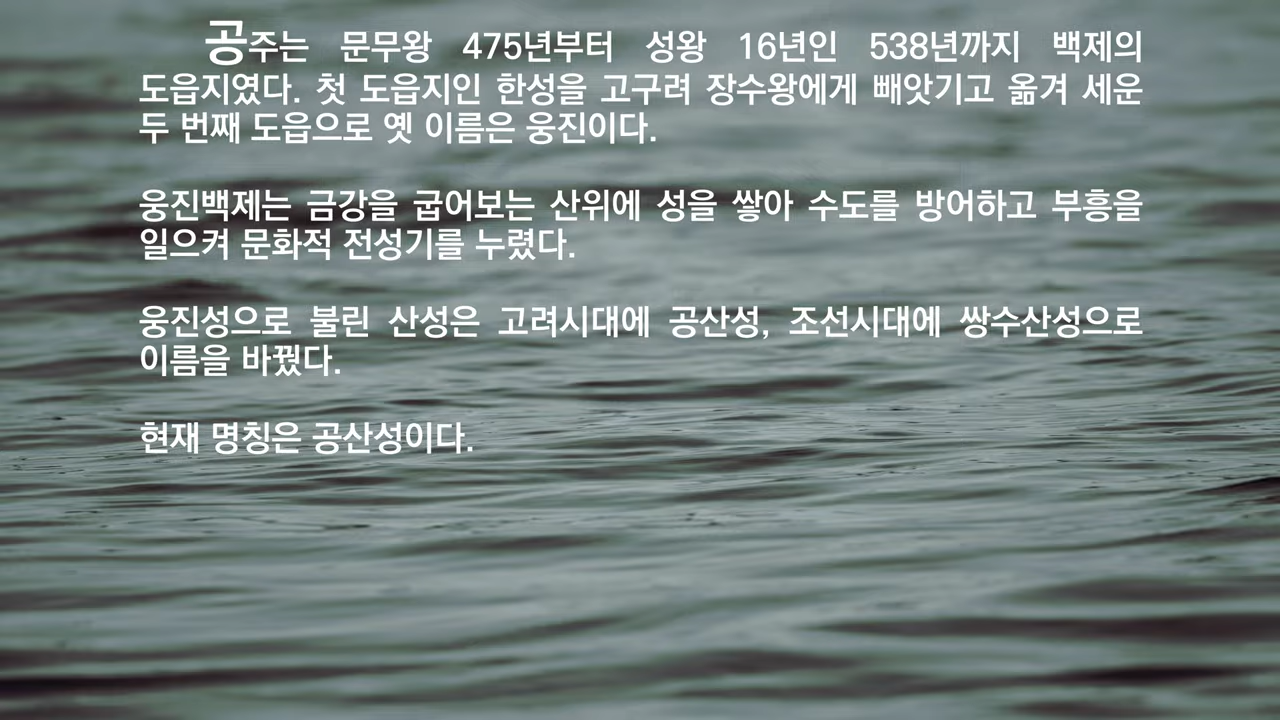 공주는 문무왕 475년부터 성왕 16년인 538년까지 백제의
도읍지였다. 첫 도읍지인 한성을 고구려 장수왕에게 빼앗기고 옮겨 세운
두 번째 도읍으로 옛 이름은 웅진이다.
웅진백제는 금강을 굽어보는 산위에 성을 쌓아 수도를 방어하고 부흥을
일으켜 문화적 전성기를 누렸다.
웅진성으로 불린 산성은 고려시대에 공산성, 조선시대에 쌍수산성으로
이름을 바꿨다.
현재 명칭은 공산성이다.